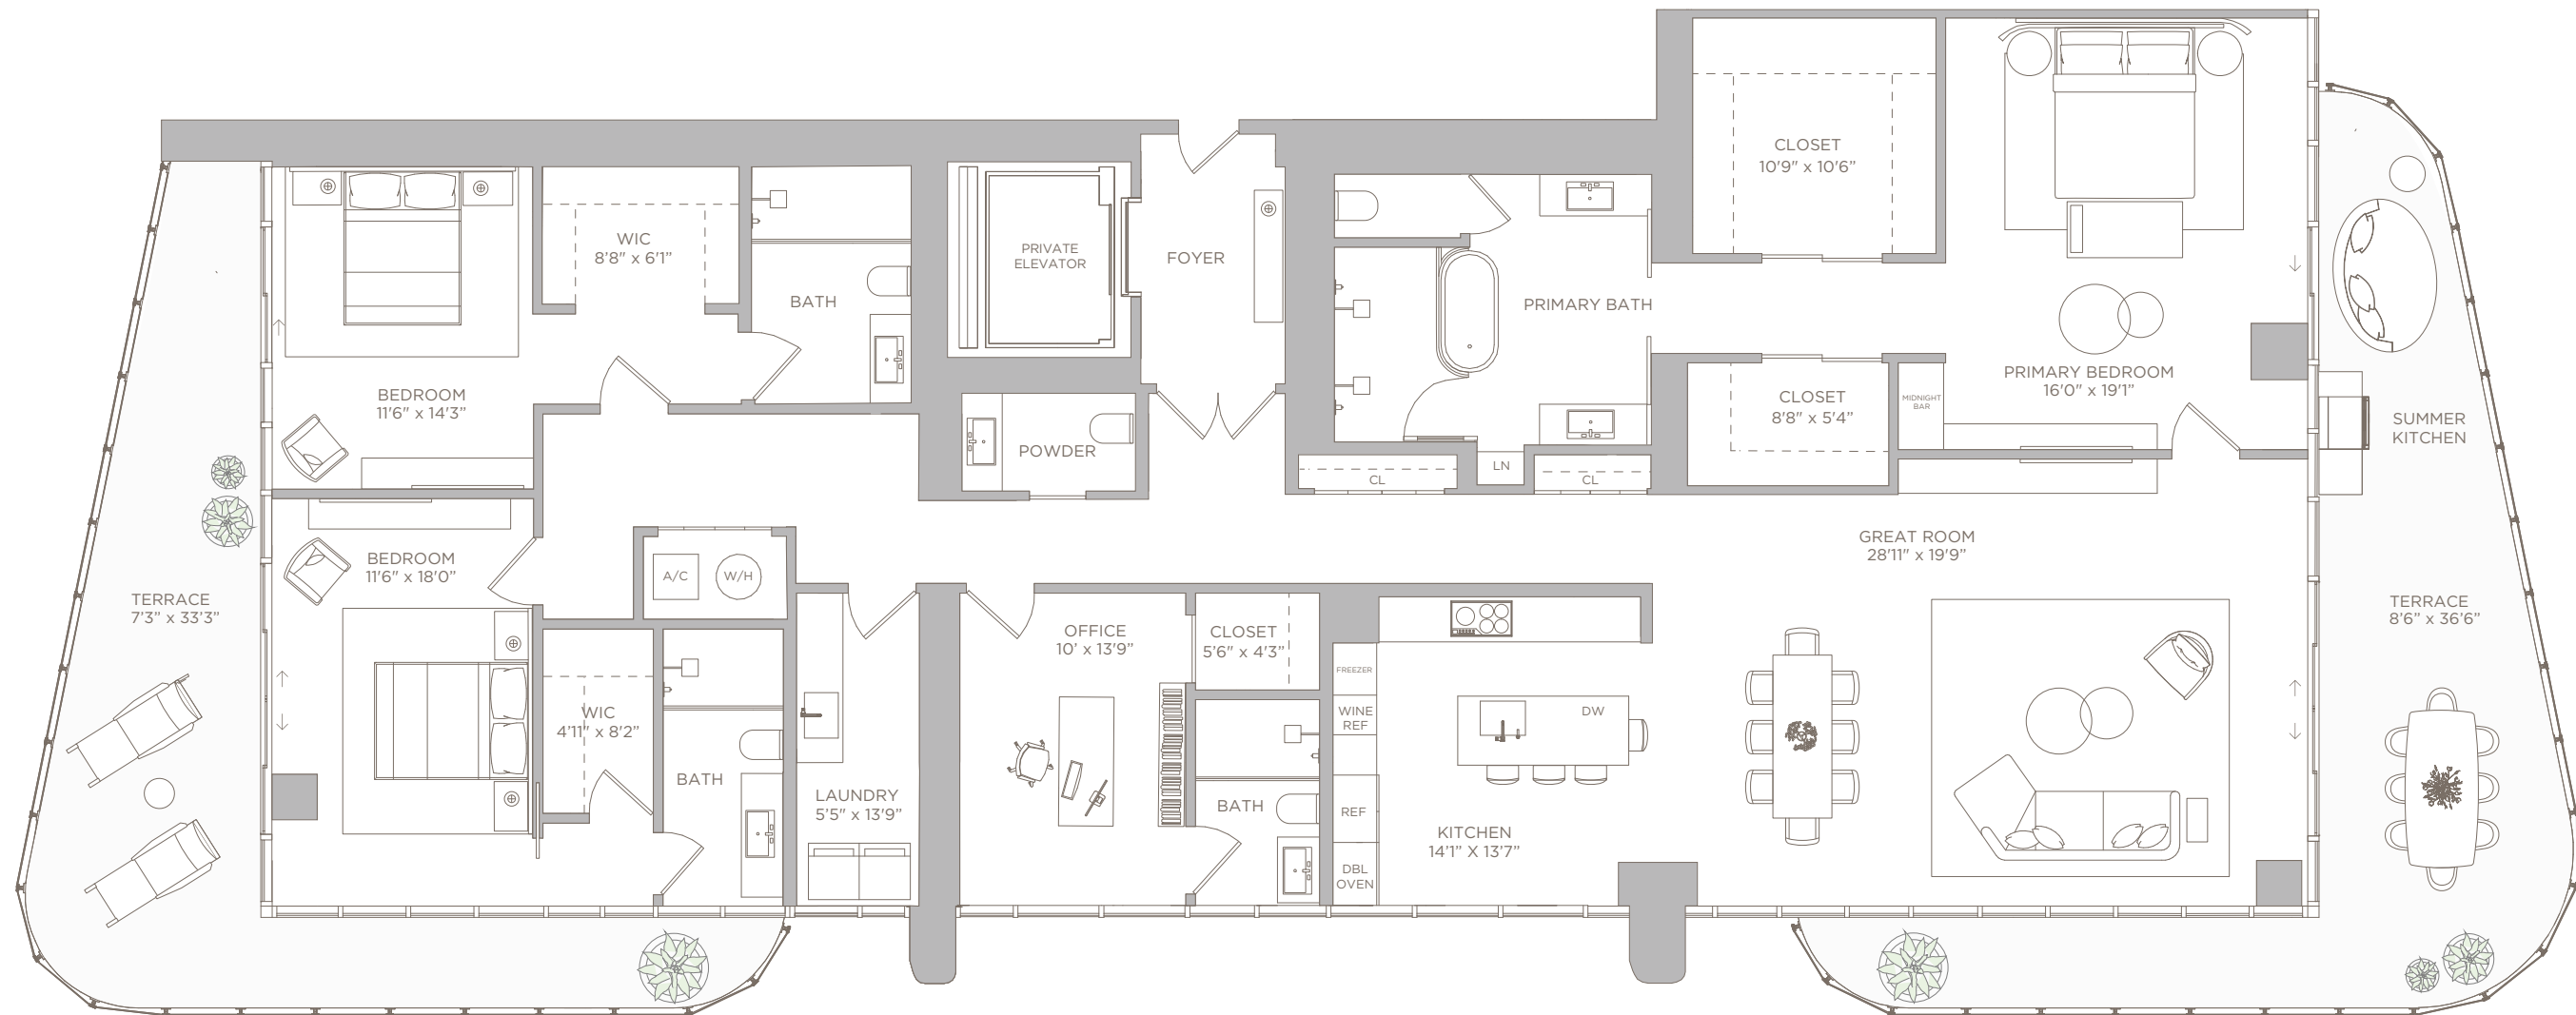 CLOSET
10'9" x 10'6”
WIC
8'8" x 6'1”
PRIVATE
ELEVATOR
FOYER
BATH
PRIMARY BATH
PRIMARY BEDROOM
16'0" x 19'1”
BEDROOM
11'6" x 14'3”
CLOSET
8'8" x 5'4”
MIDNIGHT
BAR
SUMMER
KITCHEN
POWDER
CL
LN
CL
GREAT ROOM
28'11" x 19'9”
BEDROOM
11'6" x 18'0”
A/C
W/H
TERRACE
7'3” x 33'3”
OFFICE
10’ x 13'9”
CLOSET
5'6” x 4'3”
TERRACE
8'6” x 36'6”
FREEZER
WINE
REF
DW
WIC
4'11” x 8'2”
BATH
LAUNDRY
5'5” x 13'9”
BATH
REF
KITCHEN
14'1” X 13'7”
DBL
OVEN